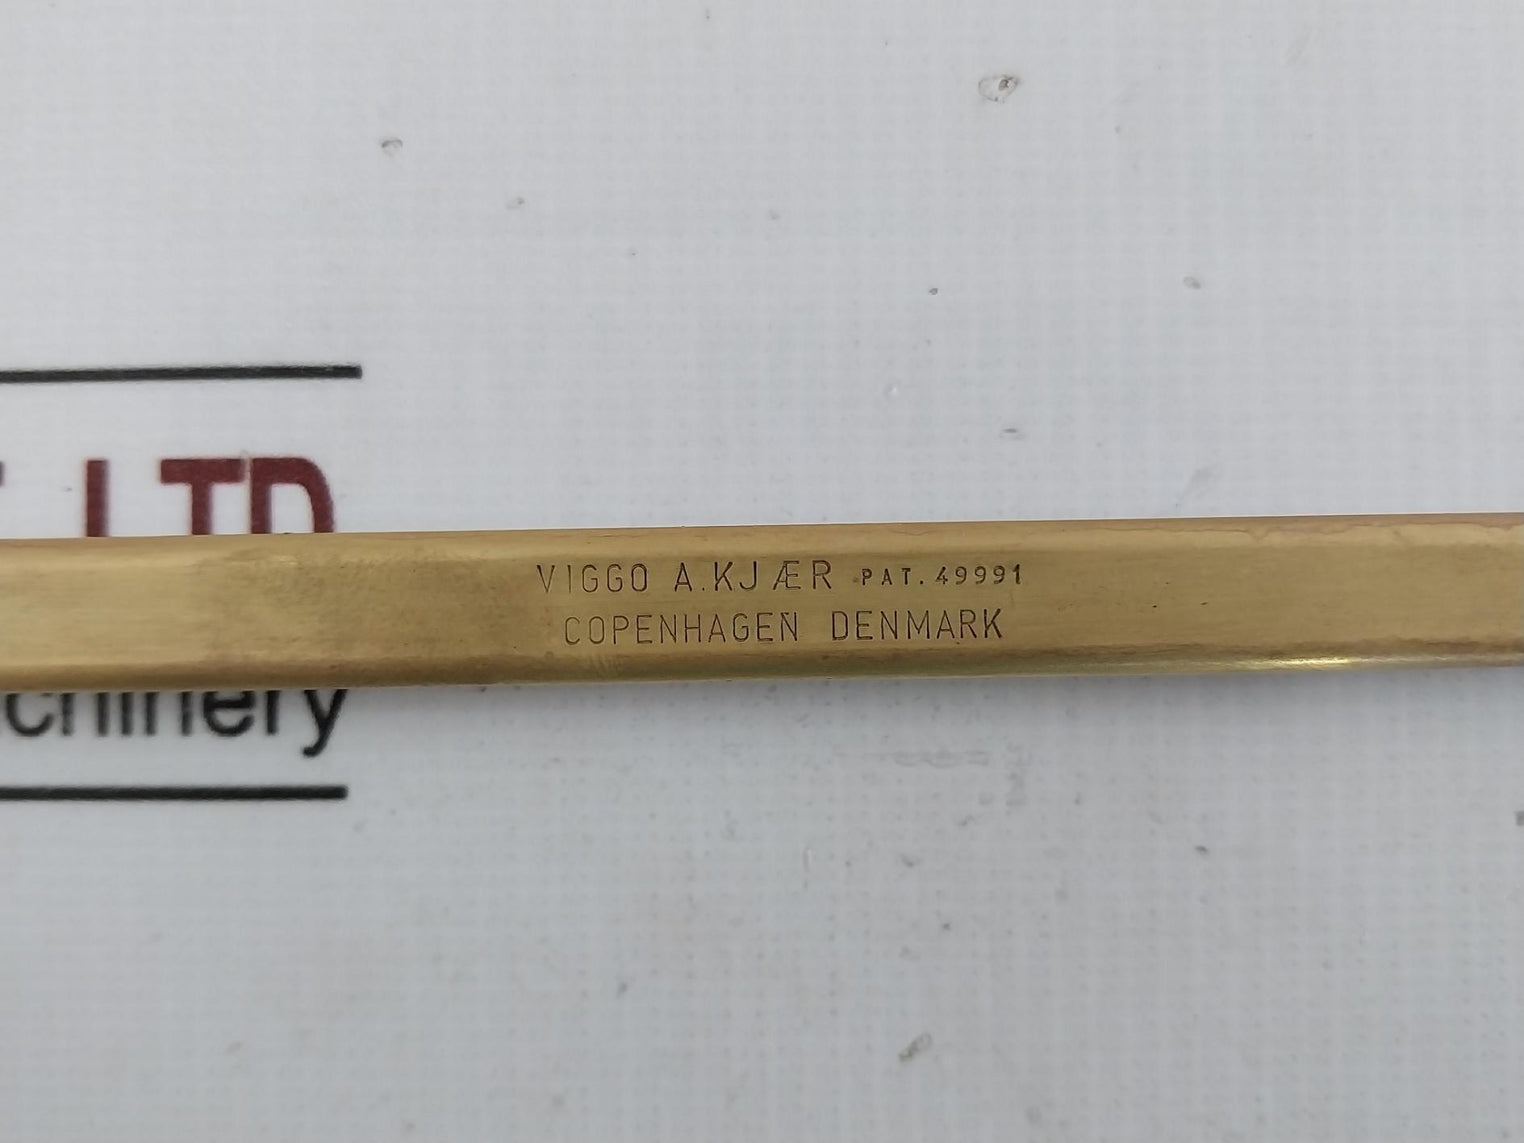 LTD
VIGGO A.KJÆR PAT. 49991
COPENHAGEN DENMARK
chinery